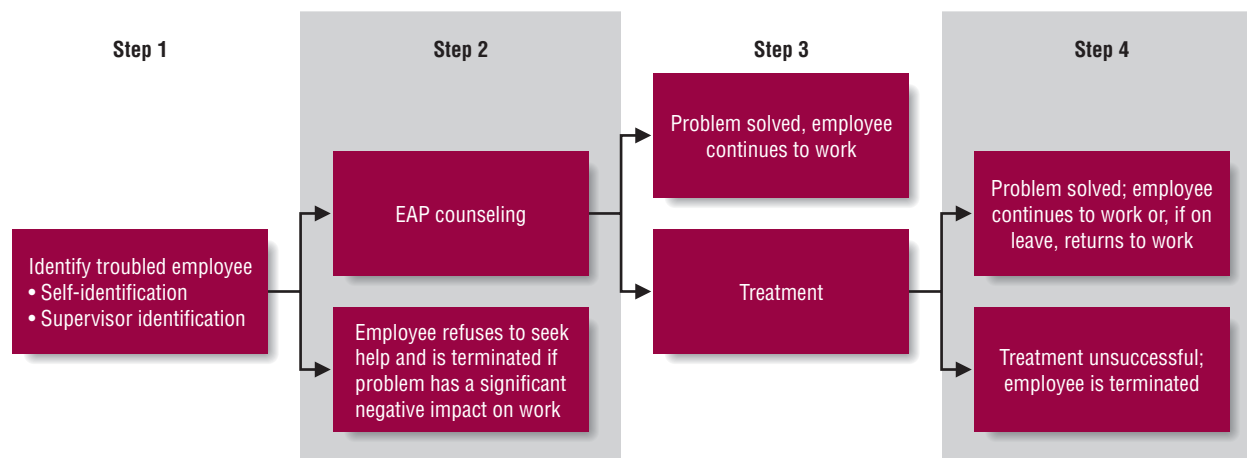 Step 1
Identify troubled employee
• Self-identification
• Supervisor identification
Step 2
EAP counseling
Employee refuses to seek
help and is terminated if
problem has a significant
negative impact on work
Step 3
Problem solved, employee
continues to work
Treatment
Step 4
Problem solved; employee
continues to work or, if on
leave, returns to work
Treatment unsuccessful;
employee is terminated